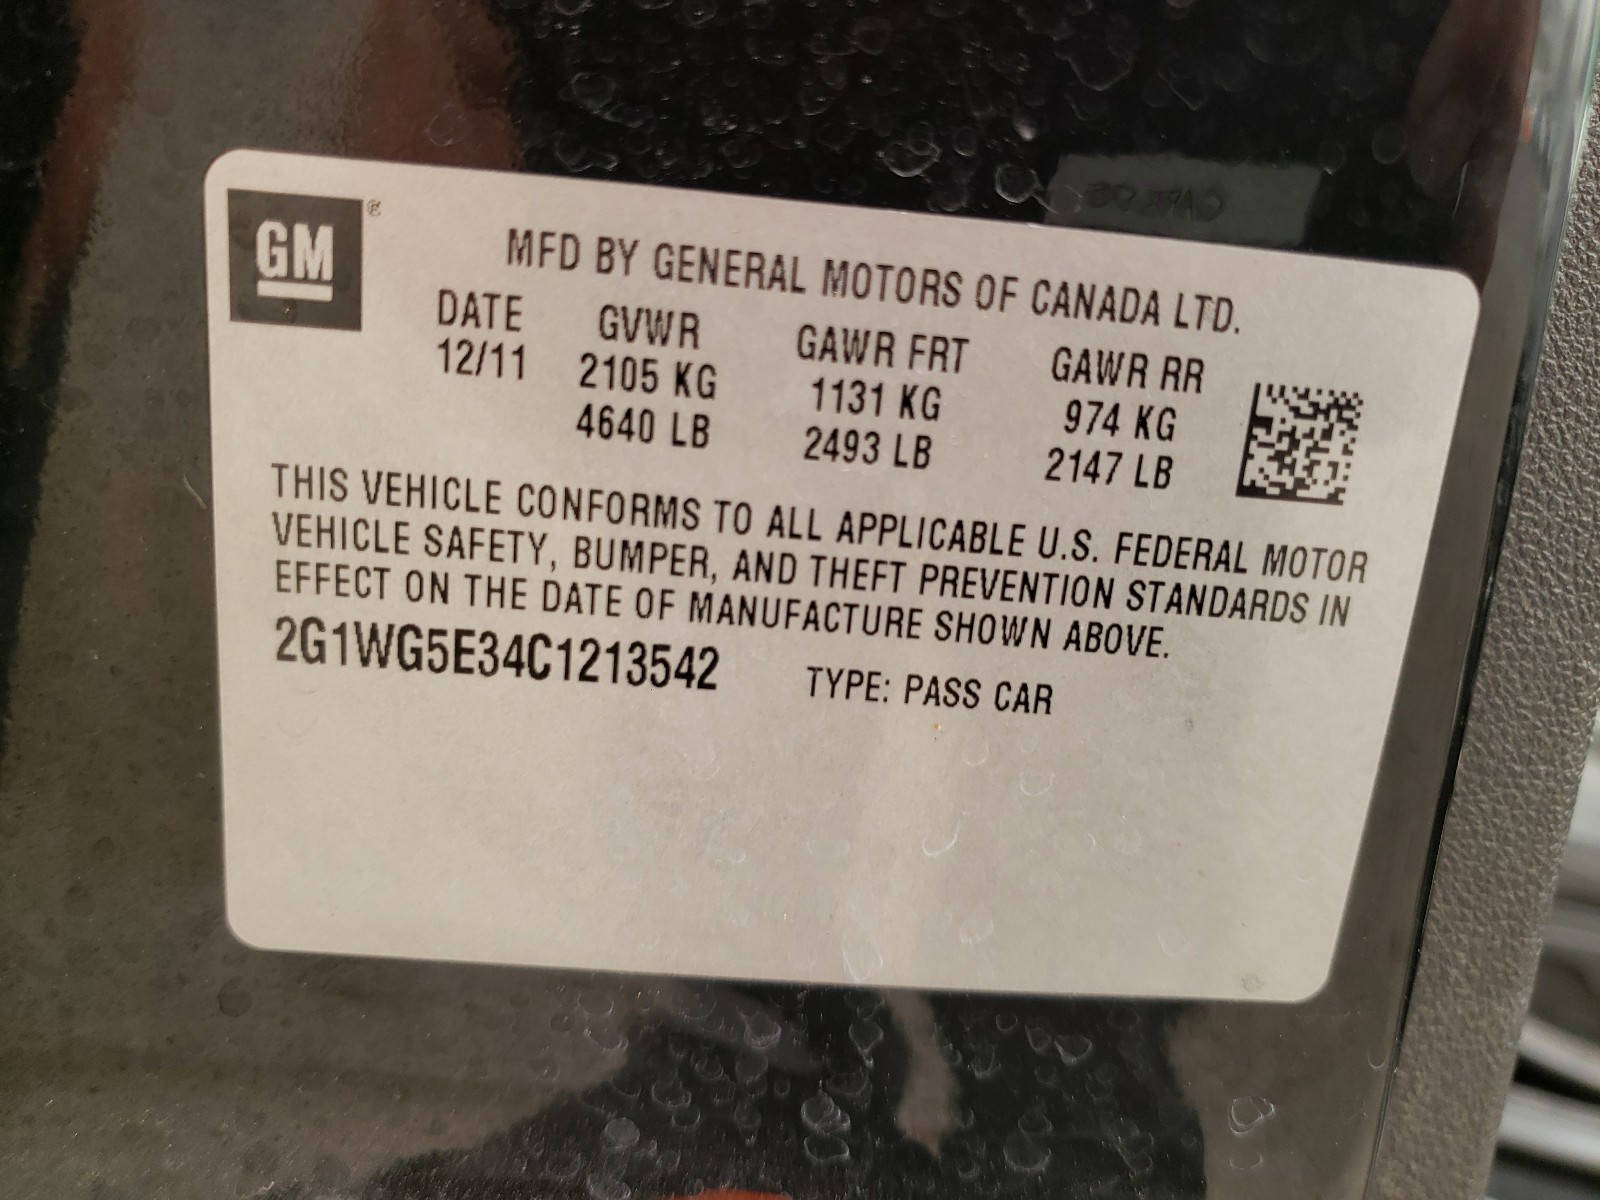 GM
MFD BY GENERAL MOTORS OF CANADA LTD.
DATE GVWR GAWR FRT GAWR RR
12/11 2105 KG 1131 KG 974 KG
4640 LB 2493 LB 2147 LB
THIS VEHICLE CONFORMS TO ALL APPLICABLE U.S. FEDERAL MOTOR
VEHICLE SAFETY, BUMPER, AND THEFT PREVENTION STANDARDS IN
EFFECT ON THE DATE OF MANUFACTURE SHOWN ABOVE.
2G1WG5E34C1213542 TYPE: PASS CAR